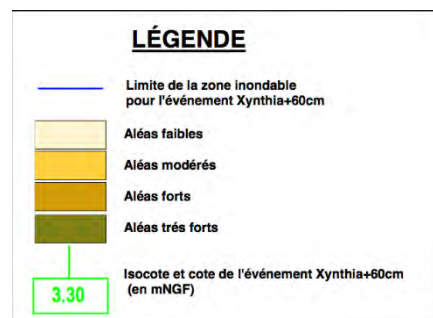 LÉGENDE
Limite de la zone inondable
pour l'événement Xynthia+60cm
Aléas faibles
Aléas modérés
Aléas forts
Aléas trés forts
Isocote et cote de l'événement Xynthia+60cm
(en mNGF)
3,30